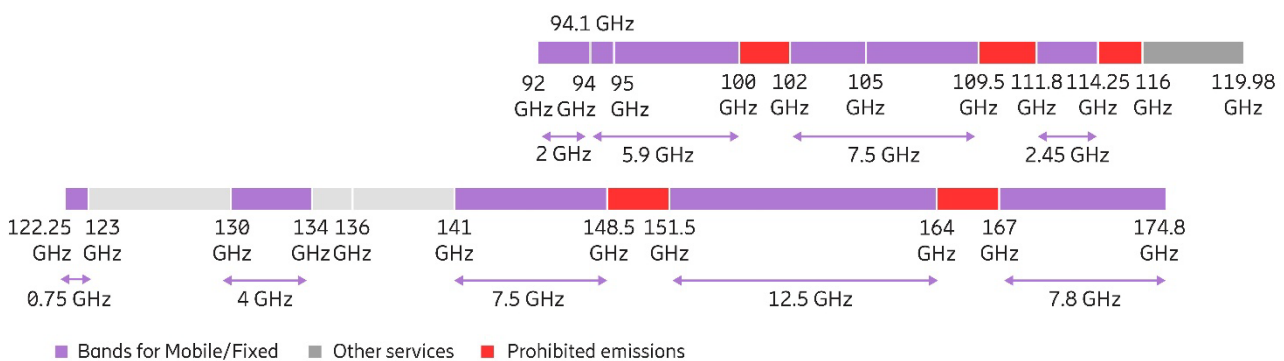 94.1 GHz
92 94 95 100 102 105 109.5 111.8 114.25 116 119.98
GHz GHz GHz GHz GHz GHz GHz GHz GHz GHz GHz
2 GHz 5.9 GHz 7.5 GHz 2.45 GHz
122.25 123 130 134 136 141 148.5 151.5 164 167 174.8
GHz GHz GHz GHz GHz GHz GHz GHz GHz GHz GHz
0.75 GHz 4 GHz 7.5 GHz 12.5 GHz 7.8 GHz
Bands for Mobile/Fixed Other services Prohibited emissions